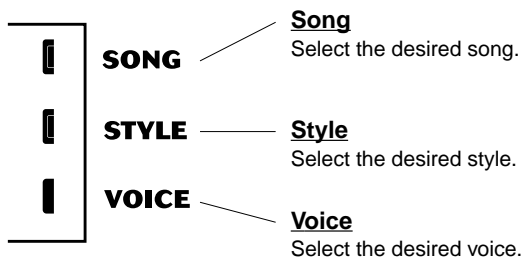 Song
Select the desired song.
SONG
Style
Select the desired style.
STYLE
Voice
Select the desired voice.
VOICE